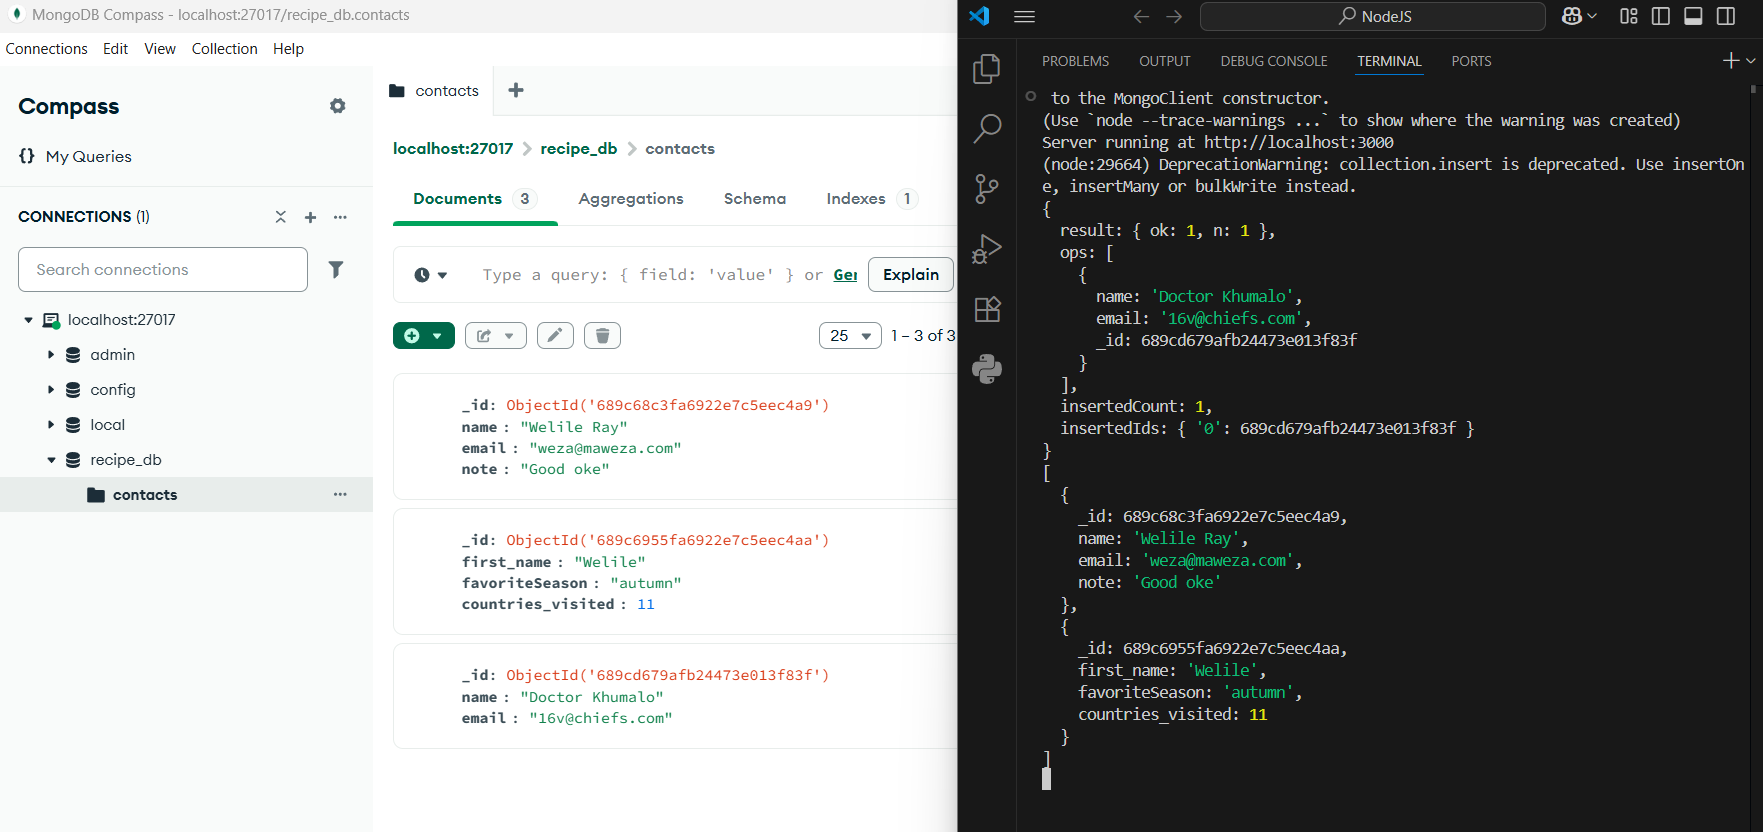 MongoDB Compass - localhost:27017/recipe_db.contacts
Connections Edit View Collection Help
Compass
{} My Queries
CONNECTIONS (1)
Search connections
localhost:27017
admin
config
local
recipe_db
contacts
contacts
localhost:27017 > recipe_db > contacts
Documents 3 Aggregations Schema Indexes 1
Type a query: { field: 'value' } or Ger
Explain
25
1 – 3 of 3
_id: ObjectId('689c68c3fa6922e7c5eec4a9')
name : "Welile Ray"
email : "weza@maweza.com"
note : "Good oke"
_id: ObjectId('689c6955fa6922e7c5eec4aa')
first_name : "Welile"
favoriteSeason : "autumn"
countries_visited : 11
_id: ObjectId('689cd679afb24473e013f83f')
name : "Doctor Khumalo"
email : "16v@chiefs.com"
NodeJS
PROBLEMS OUTPUT DEBUG CONSOLE TERMINAL PORTS
to the MongoClient constructor.
(Use `node --trace-warnings ...` to show where the warning was created)
Server running at http://localhost:3000
(node:29664) DeprecationWarning: collection.insert is deprecated. Use insertOn
e, insertMany or bulkWrite instead.
{
result: { ok: 1, n: 1 },
ops: [
{
name: 'Doctor Khumalo',
email: '16v@chiefs.com',
_id: 689cd679afb24473e013f83f
}
],
insertedCount: 1,
insertedIds: { '0': 689cd679afb24473e013f83f }
}
[
{
_id: 689c68c3fa6922e7c5eec4a9,
name: 'Welile Ray',
email: 'weza@maweza.com',
note: 'Good oke'
},
{
_id: 689c6955fa6922e7c5eec4aa,
first_name: 'Welile',
favoriteSeason: 'autumn',
countries_visited: 11
}
]